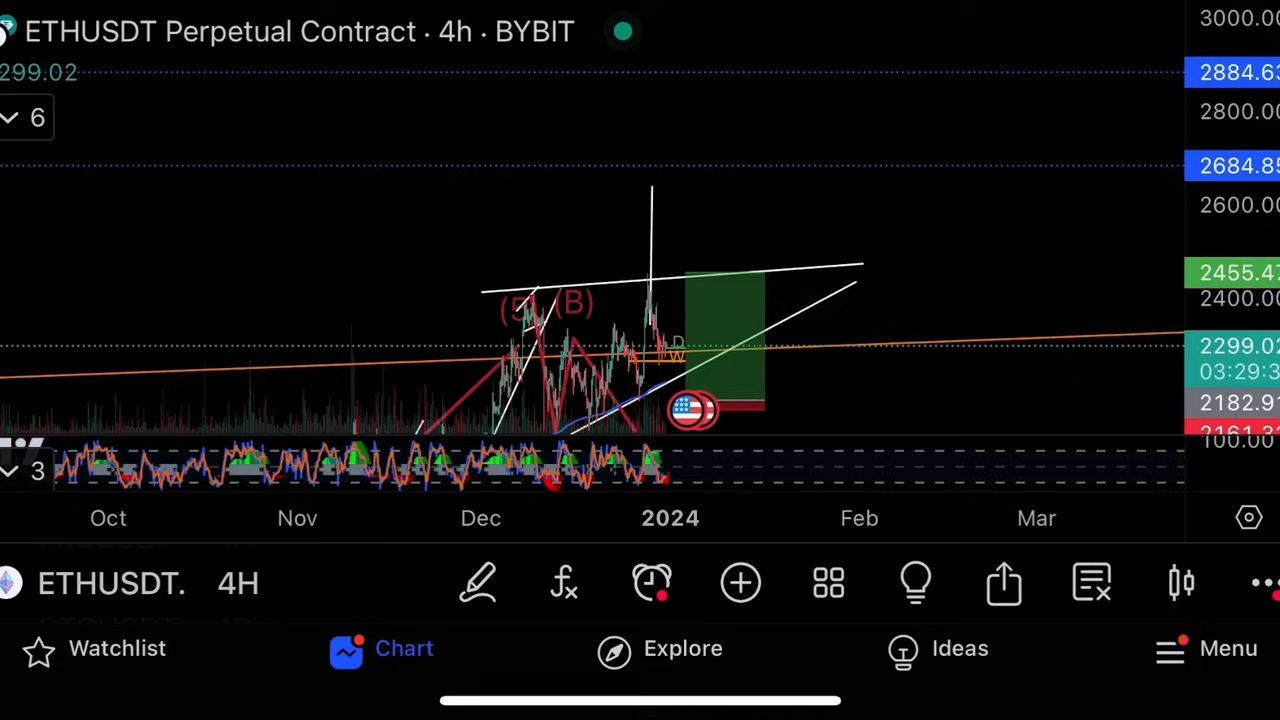 ETHUSDT Perpetual Contract · 4h · BYBIT
3000.0
299.02
2884.63
6
2800.00
2684.85
2600.00
2455.47
(B)
2400.00
D
W
2299.02
03:29:3
2182.91
100.00
3
Oct Nov Dec 2024 Feb Mar
ETHUSDT. 4H
Watchlist Chart Explore Ideas Menu